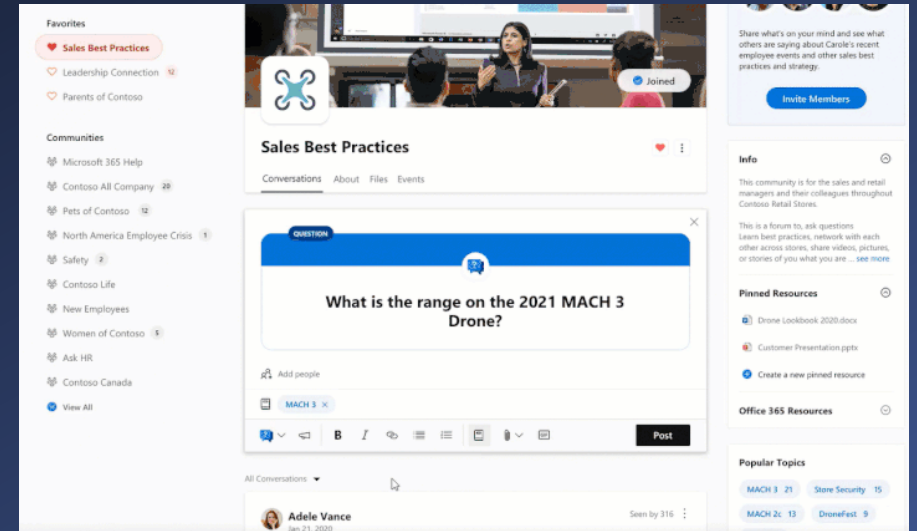 Favorites
Sales Best Practices
Leadership Connection 12
Parents of Contoso
Communities
Microsoft 365 Help
Contoso All Company 20
Pets of Contoso 12
North America Employee Crisis 1
Safety 2
Contoso Life
New Employees
Women of Contoso 5
Ask HR
Contoso Canada
View All
Joined
Sales Best Practices
Conversations About Files Events
QUESTION
What is the range on the 2021 MACH 3
Drone?
Add people
MACH 3 ×
B I
Post
All Conversations
Adele Vance
Jan 21, 2020
Seen by 316
Share what's on your mind and see what
others are saying about Carole's recent
employee events and other sales best
practices and strategy.
Invite Members
Info
This community is for the sales and retail
managers and their colleagues throughout
Contoso Retail Stores.
This is a forum to, ask questions
Learn best practices, network with each
other across stores, share videos, pictures,
or stories of you what you are ... see more
Pinned Resources
Drone Lookbook 2020.docx
Customer Presentation.pptx
Create a new pinned resource
Office 365 Resources
Popular Topics
MACH 3 21 Store Security 15
MACH 2c 13 DroneFest 9